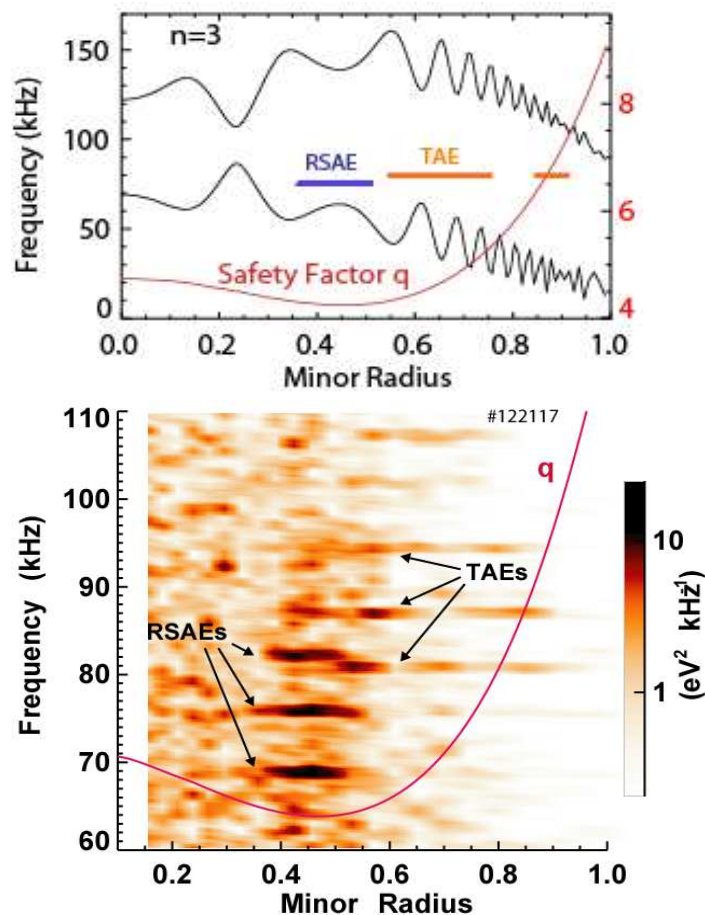 n=3
150
100
50
0
Frequency (kHz)
RSAE
TAE
Safety Factor q
8
6
4
0.0 0.2 0.4 0.6 0.8 1.0
Minor Radius
#122117
110
100
90
80
70
60
Frequency (kHz)
q
TAEs
RSAEs
10
1
(eV² kHz⁻¹)
0.2 0.4 0.6 0.8 1.0
Minor Radius